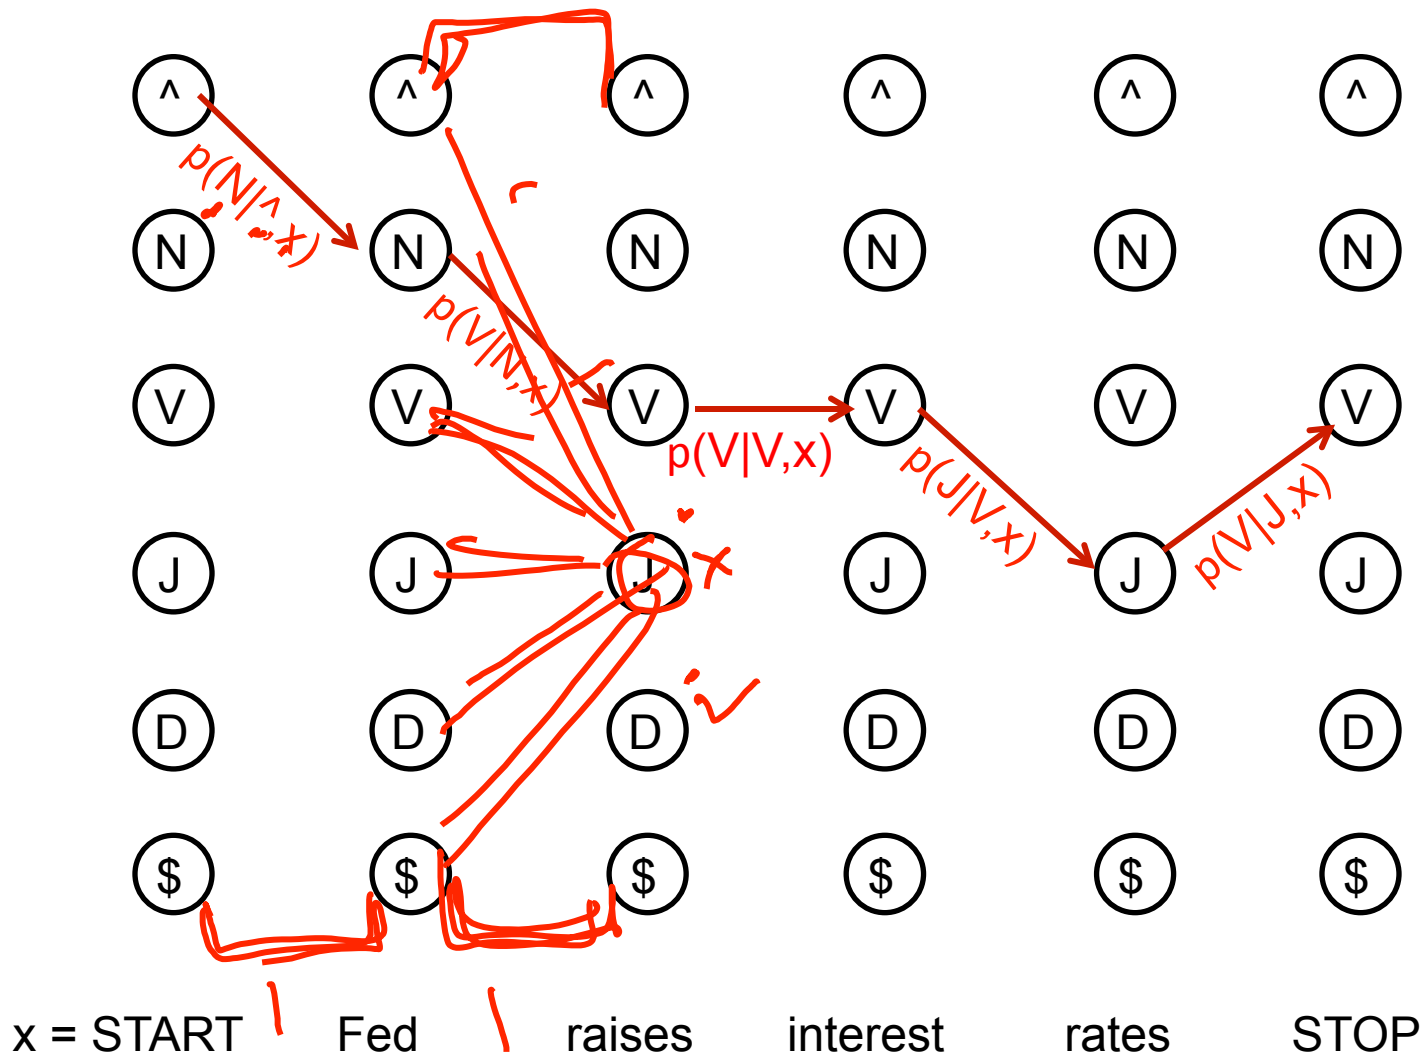 ^ ^ ^ ^ ^ ^
p(N|^,x)
N N N N N N
p(V|N,x)
V V V V V V
p(V|V,x)
p(J|V,x)
p(V|J,x)
J J J J J J
D D D D D D
$ $ $ $ $ $
x = START Fed raises interest rates STOP